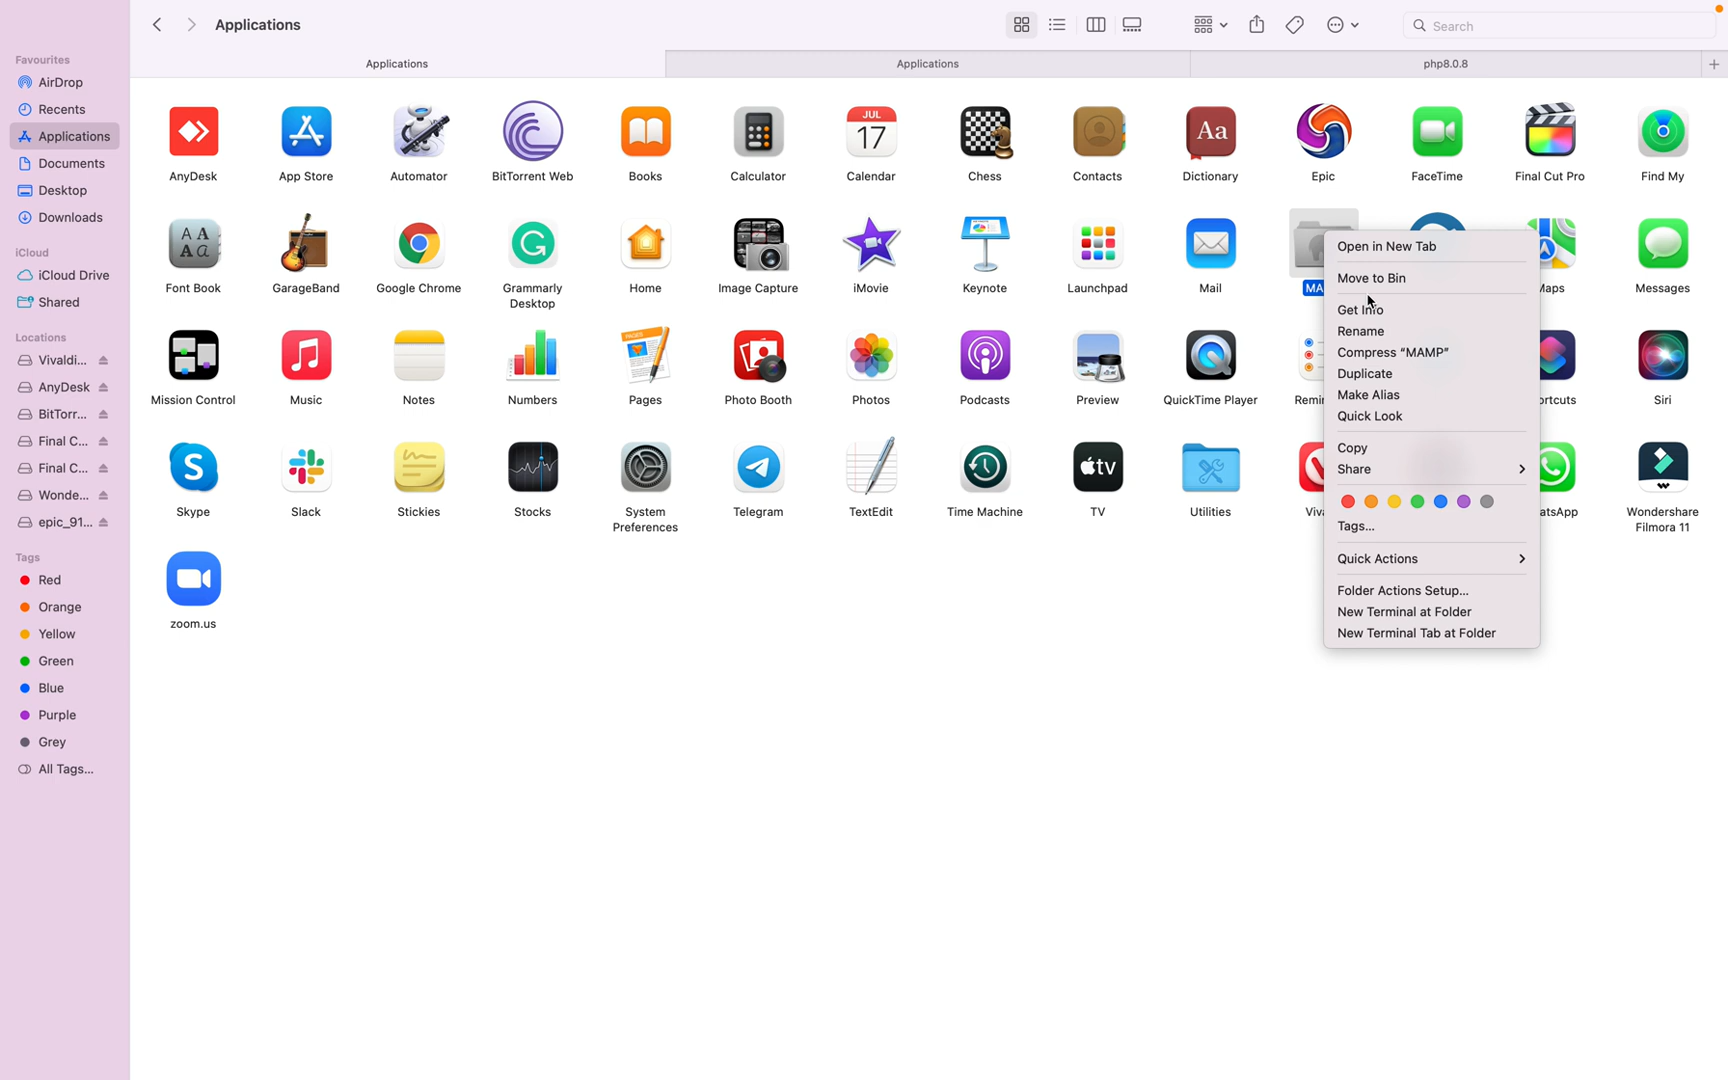 Applications
Search
Applications
Applications
php8.0.8
Favourites
AirDrop
Recents
Applications
Documents
Desktop
Downloads
iCloud
iCloud Drive
Shared
Locations
Vivaldi...
AnyDesk
BitTorr...
Final C...
Final C...
Wonde...
epic_91...
Tags
Red
Orange
Yellow
Green
Blue
Purple
Grey
All Tags...
AnyDesk
App Store
Automator
BitTorrent Web
Books
Calculator
JUL
17
Calendar
Chess
Contacts
Aa
Dictionary
Epic
FaceTime
Final Cut Pro
Find My
Font Book
GarageBand
Google Chrome
Grammarly
Desktop
Home
Image Capture
iMovie
Keynote
Launchpad
Mail
MA
Maps
Messages
Mission Control
Music
Notes
Numbers
PAGES
Pages
Photo Booth
Photos
Podcasts
Preview
QuickTime Player
Remin
ortcuts
Siri
Skype
Slack
Stickies
Stocks
System
Preferences
Telegram
TextEdit
Time Machine
tv
TV
Utilities
Viva
atsApp
Wondershare
Filmora 11
zoom.us
Open in New Tab
Move to Bin
Get Info
Rename
Compress “MAMP”
Duplicate
Make Alias
Quick Look
Copy
Share
Tags...
Quick Actions
Folder Actions Setup...
New Terminal at Folder
New Terminal Tab at Folder